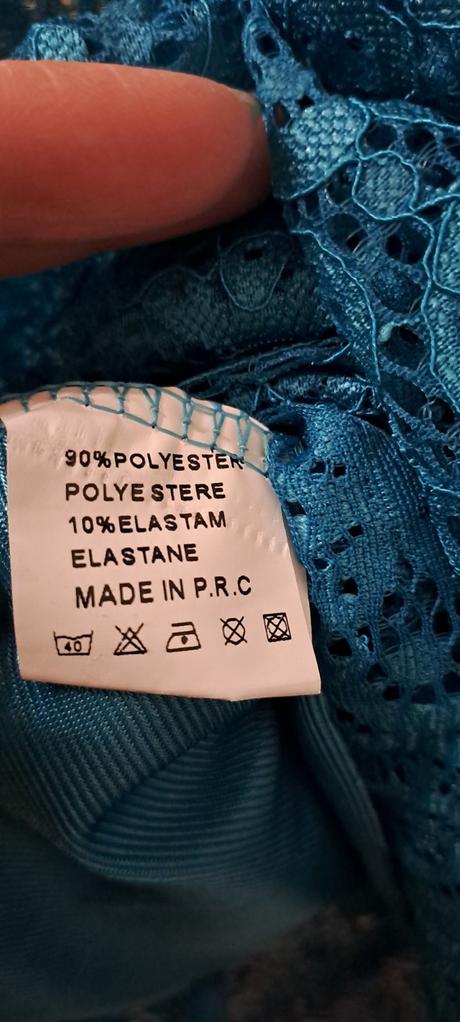 90%POLYESTER
POLYESTERE
10%ELASTAM
ELASTANE
MADE IN P.R.C
40